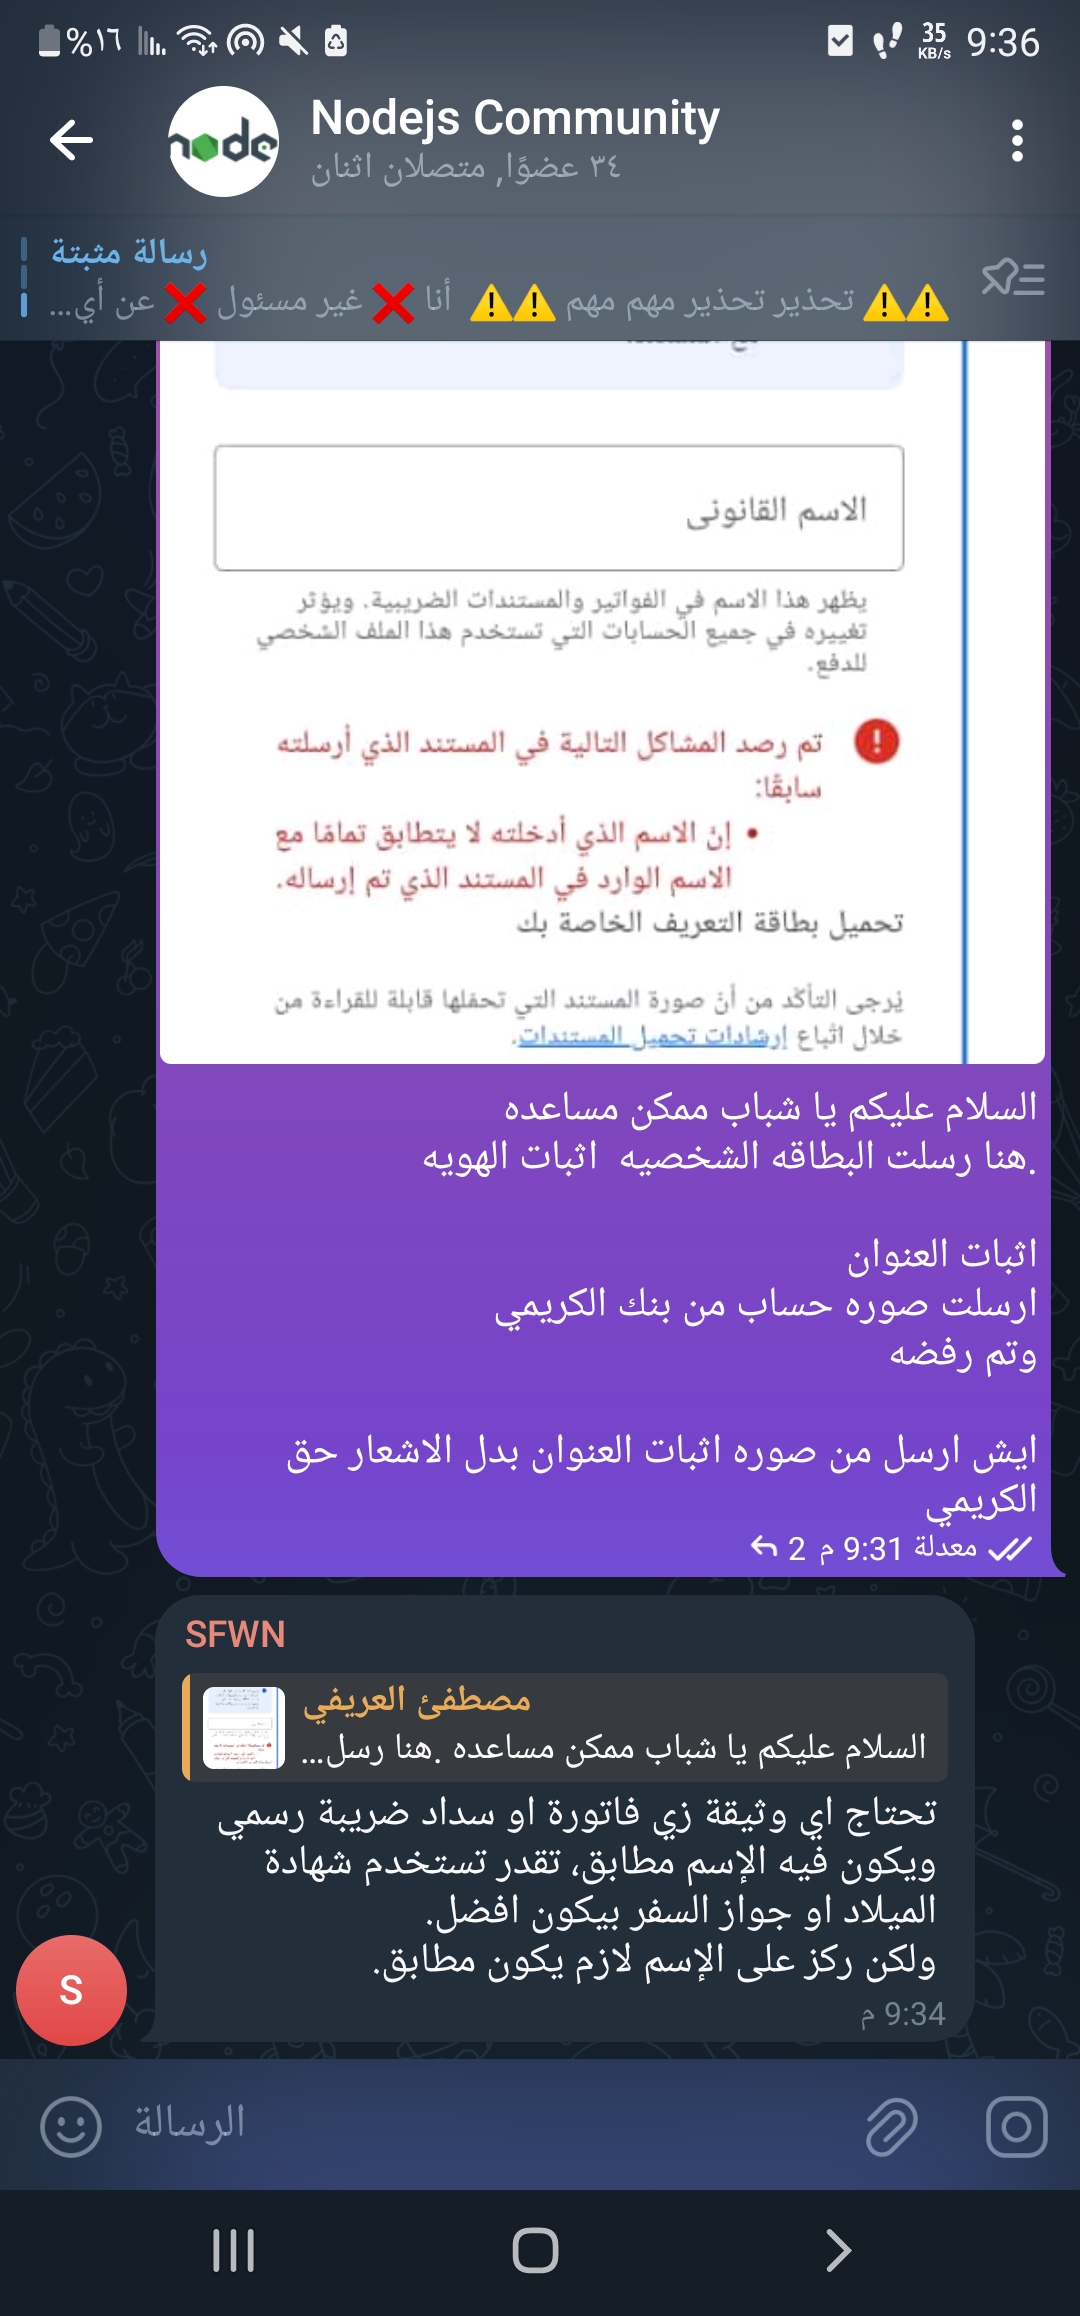 %١٦
35
KB/s
9:36
node
Nodejs Community
٣٤ عضوًا, متصلان اثنان
رسالة مثبتة
⚠️⚠️ تحذير تحذير مهم مهم ⚠️⚠️ أنا ❌ غير مسئول ❌ عن أي...
الاسم القانوني
يظهر هذا الاسم في الفواتير والمستندات الضريبية. ويؤثر
تغييره في جميع الحسابات التي تستخدم هذا الملف الشخصي
للدفع.
تم رصد المشاكل التالية في المستند الذي أرسلته
سابقًا:
• إنّ الاسم الذي أدخلته لا يتطابق تمامًا مع
الاسم الوارد في المستند الذي تم إرساله.
تحميل بطاقة التعريف الخاصة بك
يُرجى التأكّد من أنّ صورة المستند التي تحمّلها قابلة للقراءة من
خلال اتّباع إرشادات تحميل المستندات.
السلام عليكم يا شباب ممكن مساعده
.هنا رسلت البطاقه الشخصيه اثبات الهويه
اثبات العنوان
ارسلت صوره حساب من بنك الكريمي
وتم رفضه
ايش ارسل من صوره اثبات العنوان بدل الاشعار حق
الكريمي
معدلة 9:31 م 2
SFWN
مصطفئ العريفي
السلام عليكم يا شباب ممكن مساعده .هنا رسل...
تحتاج اي وثيقة زي فاتورة او سداد ضريبة رسمي
ويكون فيه الإسم مطابق، تقدر تستخدم شهادة
الميلاد او جواز السفر بيكون افضل.
ولكن ركز على الإسم لازم يكون مطابق.
9:34 م
S
الرسالة